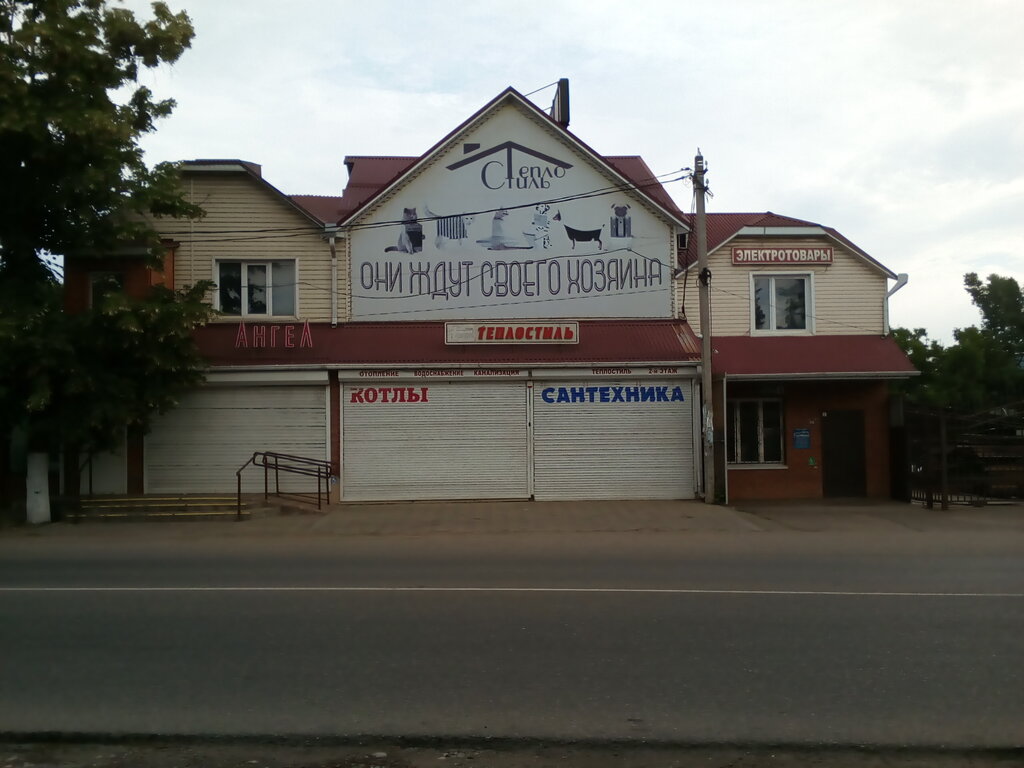 Тепло
Стиль
ОНИ ЖДУТ СВОЕГО ХОЗЯИНА
ЭЛЕКТРОТОВАРЫ
АНГЕЛ
ТЕПЛОСТИЛЬ
ОТОПЛЕНИЕ ВОДОСНАБЖЕНИЕ КАНАЛИЗАЦИЯ ТЕПЛОСТИЛЬ 2-й ЭТАЖ
КОТЛЫ
САНТЕХНИКА